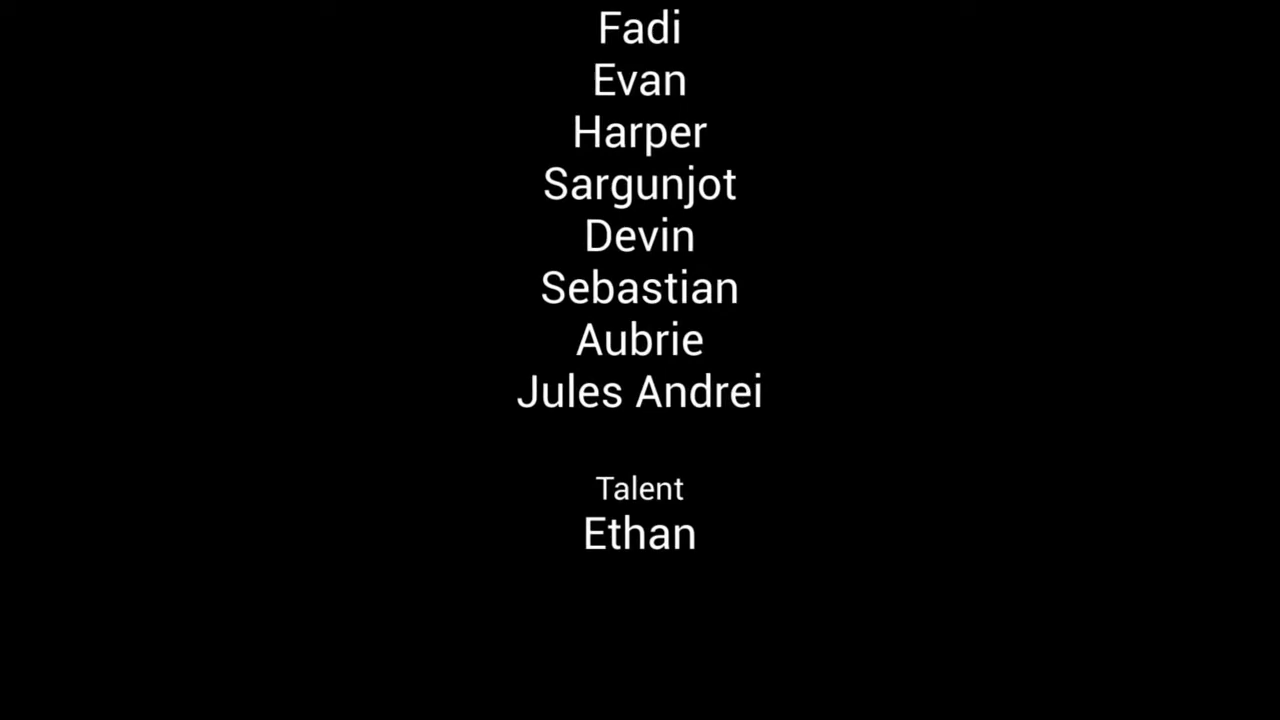 Fadi
Evan
Harper
Sargunjot
Devin
Sebastian
Aubrie
Jules Andrei
Talent
Ethan